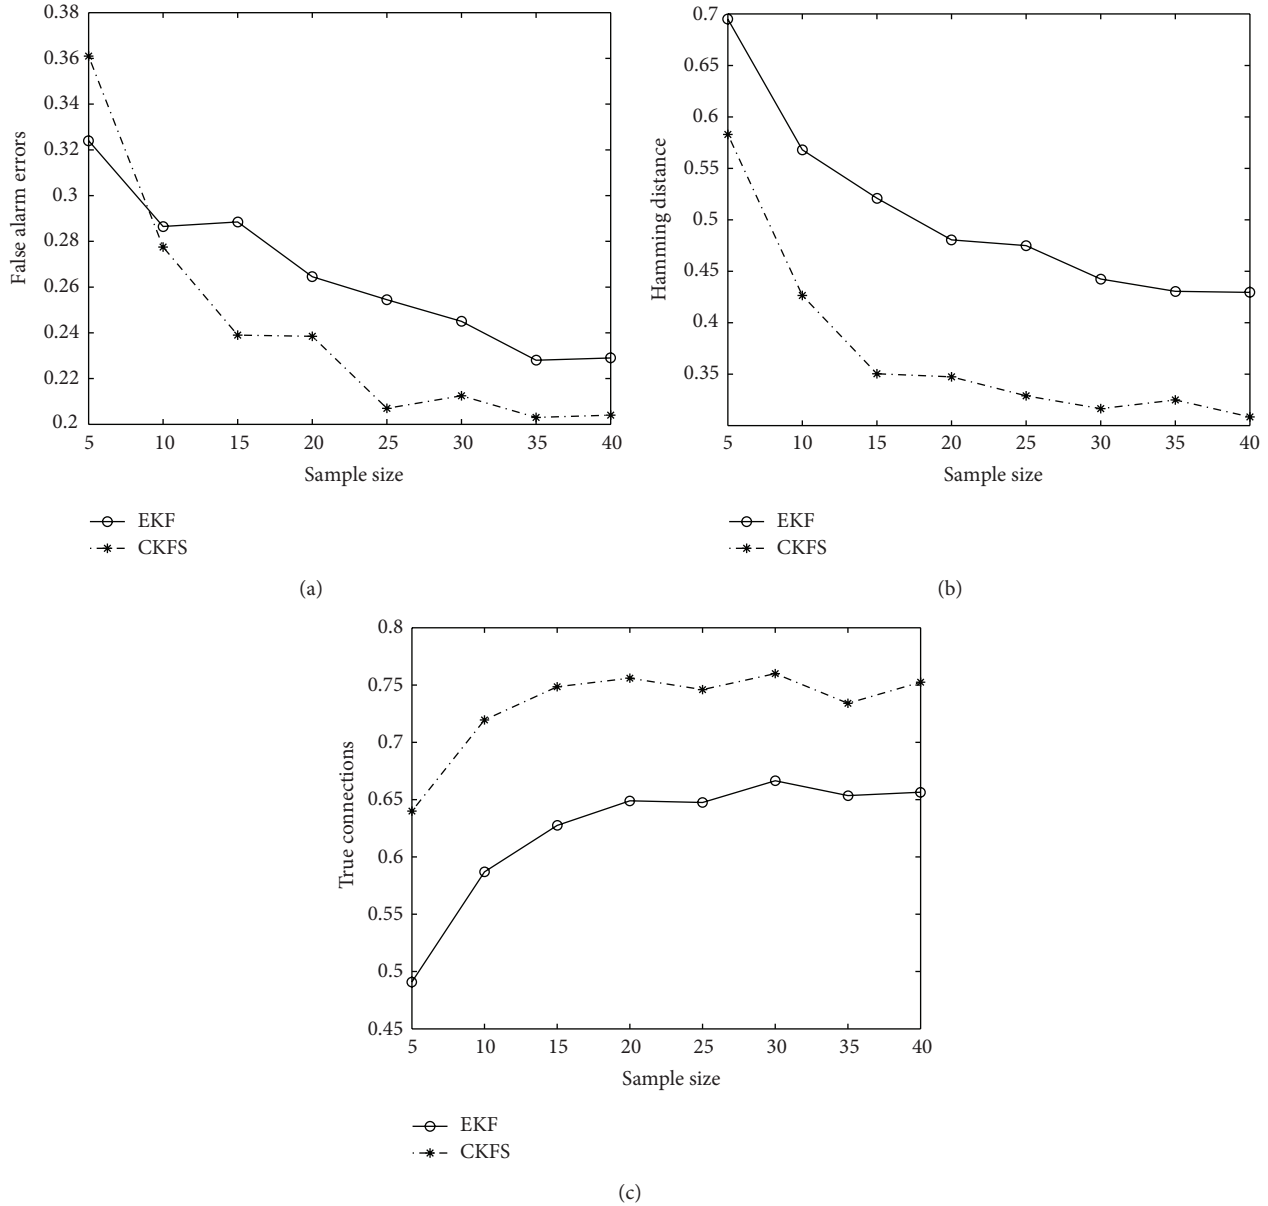 0.38
0.36
0.34
0.32
0.3
0.28
0.26
0.24
0.22
0.2
False alarm errors
5 10 15 20 25 30 35 40
Sample size
EKF
CKFS
(a)
0.7
0.65
0.6
0.55
0.5
0.45
0.4
0.35
Hamming distance
5 10 15 20 25 30 35 40
Sample size
EKF
CKFS
(b)
0.8
0.75
0.7
0.65
0.6
0.55
0.5
0.45
True connections
5 10 15 20 25 30 35 40
Sample size
EKF
CKFS
(c)